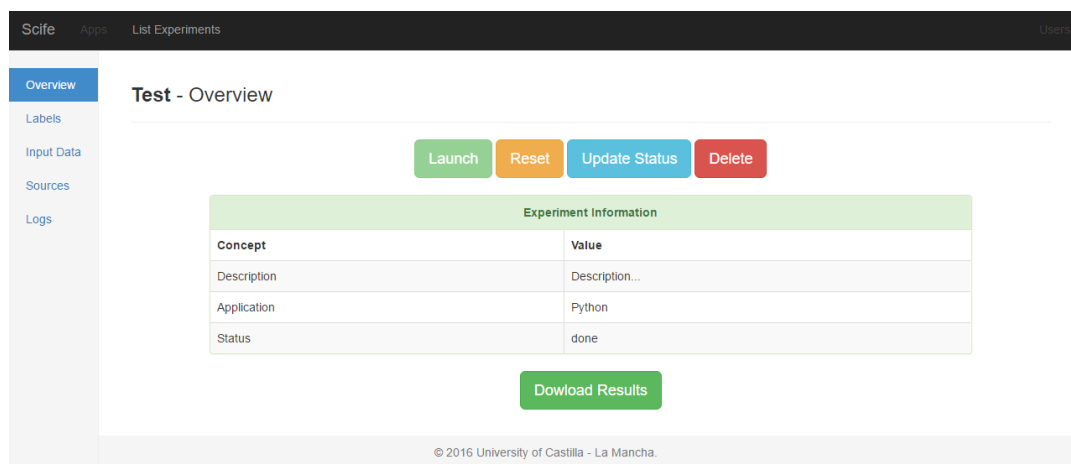 Scife Apps List Experiments Users
Overview
Labels
Input Data
Sources
Logs
Test - Overview
Launch Reset Update Status Delete
Experiment Information
Concept Value
Description Description...
Application Python
Status done
Dowload Results
© 2016 University of Castilla - La Mancha.